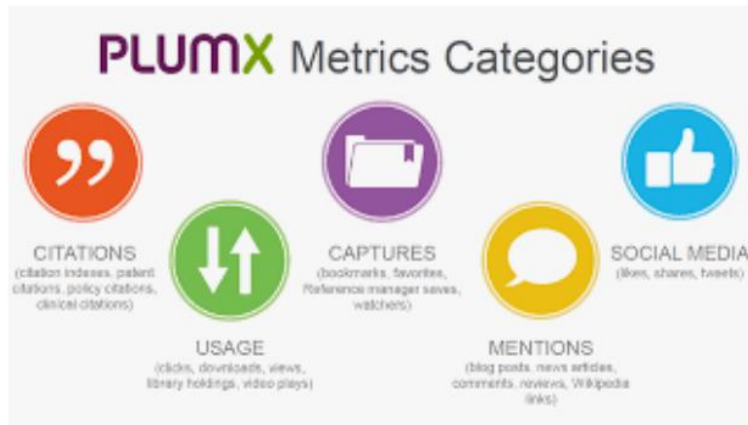 PLUMX Metrics Categories
CITATIONS
(citation indexes, patent
citations, policy citations,
clinical citations)
USAGE
(clicks, downloads, views,
library holdings, video plays)
CAPTURES
(bookmarks, favorites,
Reference manager saves,
watchers)
MENTIONS
(blog posts, news articles,
comments, reviews, Wikipedia
links)
SOCIAL MEDIA
(likes, shares, tweets)